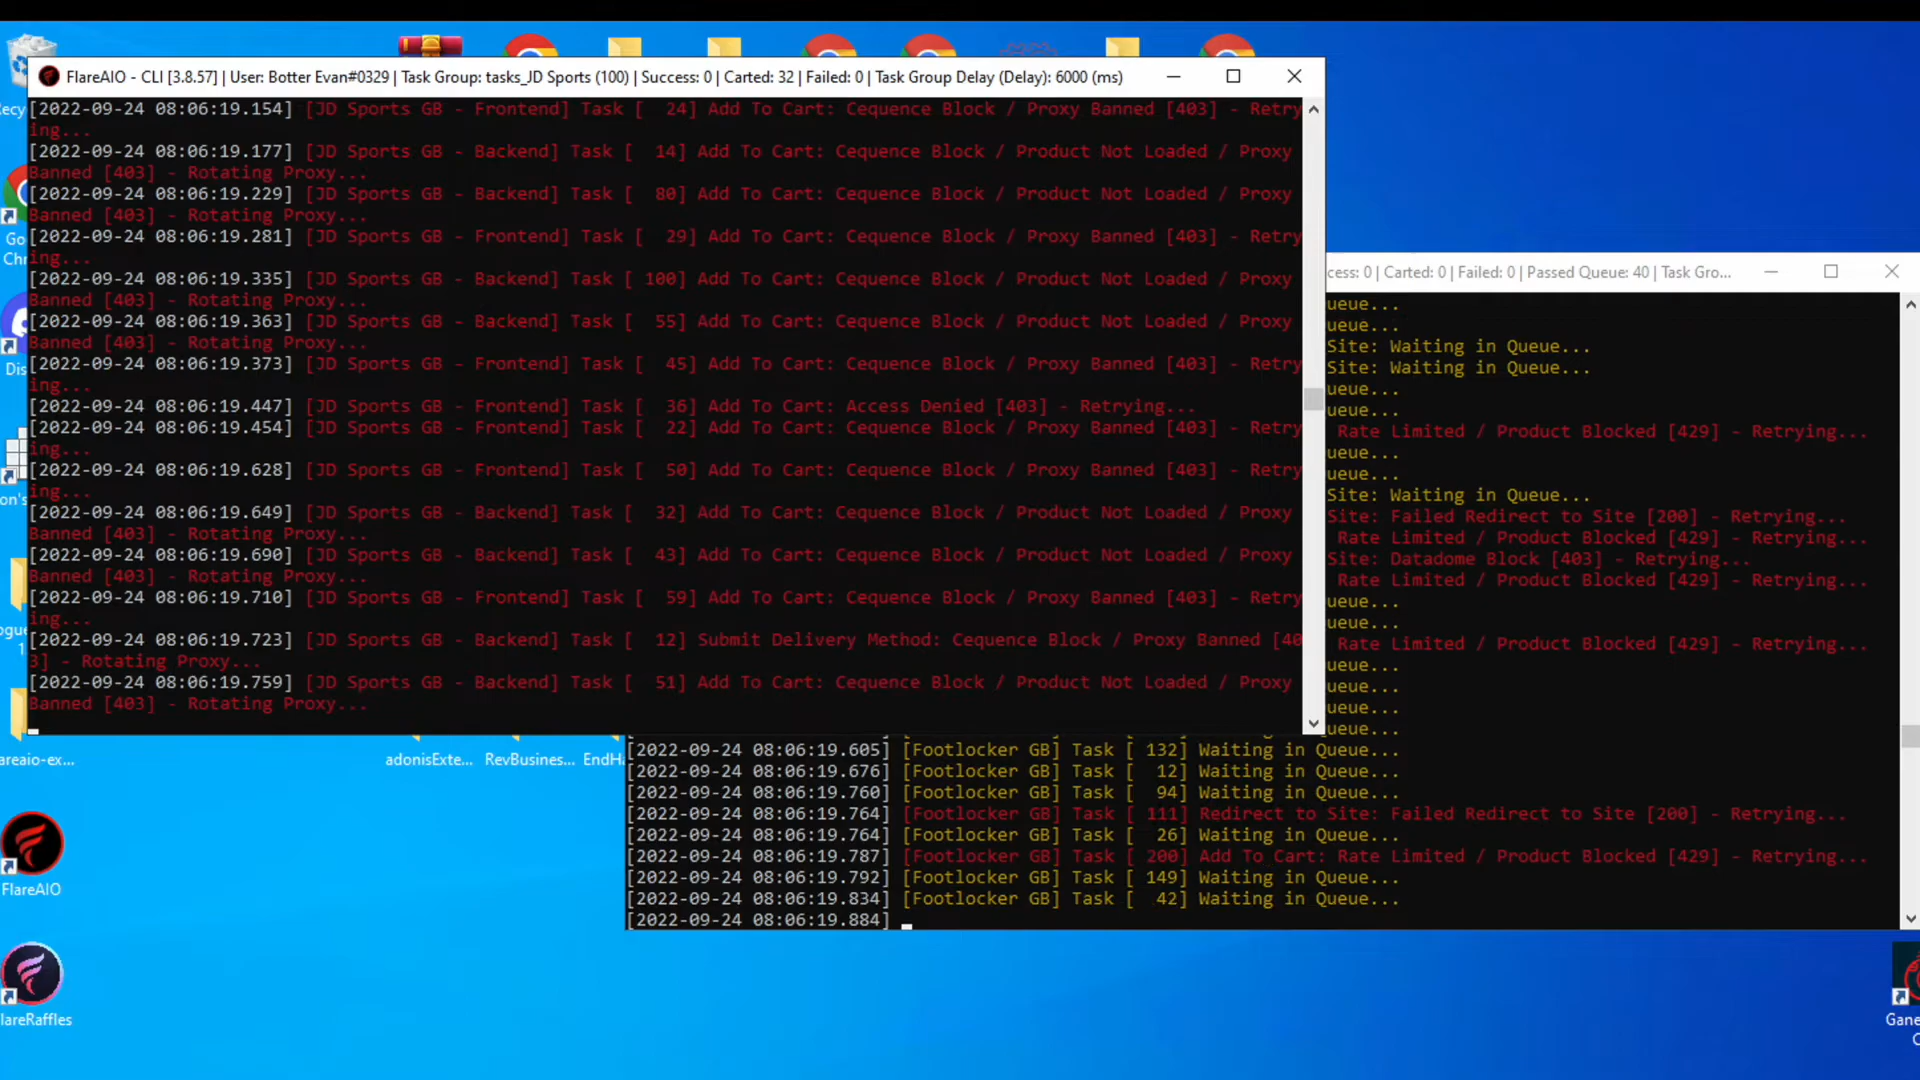 FlareAIO - CLI [3.8.57] | User: Botter Evan#0329 | Task Group: tasks_JD Sports (100) | Success: 0 | Carted: 32 | Failed: 0 | Task Group Delay (Delay): 6000 (ms)
[2022-09-24 08:06:19.154] [JD Sports GB - Frontend] Task [  24] Add To Cart: Cequence Block / Proxy Banned [403] - Retry
ing...
[2022-09-24 08:06:19.177] [JD Sports GB - Backend] Task [  14] Add To Cart: Cequence Block / Product Not Loaded / Proxy
Banned [403] - Rotating Proxy...
[2022-09-24 08:06:19.229] [JD Sports GB - Backend] Task [  80] Add To Cart: Cequence Block / Product Not Loaded / Proxy
Banned [403] - Rotating Proxy...
[2022-09-24 08:06:19.281] [JD Sports GB - Frontend] Task [  29] Add To Cart: Cequence Block / Proxy Banned [403] - Retry
ing...
[2022-09-24 08:06:19.335] [JD Sports GB - Backend] Task [ 100] Add To Cart: Cequence Block / Product Not Loaded / Proxy
Banned [403] - Rotating Proxy...
[2022-09-24 08:06:19.363] [JD Sports GB - Backend] Task [  55] Add To Cart: Cequence Block / Product Not Loaded / Proxy
Banned [403] - Rotating Proxy...
[2022-09-24 08:06:19.373] [JD Sports GB - Frontend] Task [  45] Add To Cart: Cequence Block / Proxy Banned [403] - Retry
ing...
[2022-09-24 08:06:19.447] [JD Sports GB - Frontend] Task [  36] Add To Cart: Access Denied [403] - Retrying...
[2022-09-24 08:06:19.454] [JD Sports GB - Frontend] Task [  22] Add To Cart: Cequence Block / Proxy Banned [403] - Retry
ing...
[2022-09-24 08:06:19.628] [JD Sports GB - Frontend] Task [  50] Add To Cart: Cequence Block / Proxy Banned [403] - Retry
ing...
[2022-09-24 08:06:19.649] [JD Sports GB - Backend] Task [  32] Add To Cart: Cequence Block / Product Not Loaded / Proxy
Banned [403] - Rotating Proxy...
[2022-09-24 08:06:19.690] [JD Sports GB - Backend] Task [  43] Add To Cart: Cequence Block / Product Not Loaded / Proxy
Banned [403] - Rotating Proxy...
[2022-09-24 08:06:19.710] [JD Sports GB - Frontend] Task [  59] Add To Cart: Cequence Block / Proxy Banned [403] - Retry
ing...
[2022-09-24 08:06:19.723] [JD Sports GB - Backend] Task [  12] Submit Delivery Method: Cequence Block / Proxy Banned [40
3] - Rotating Proxy...
[2022-09-24 08:06:19.759] [JD Sports GB - Backend] Task [  51] Add To Cart: Cequence Block / Product Not Loaded / Proxy
Banned [403] - Rotating Proxy...
cess: 0 | Carted: 0 | Failed: 0 | Passed Queue: 40 | Task Gro...
ueue...
ueue...
Site: Waiting in Queue...
Site: Waiting in Queue...
ueue...
ueue...
Rate Limited / Product Blocked [429] - Retrying...
ueue...
ueue...
Site: Waiting in Queue...
Site: Failed Redirect to Site [200] - Retrying...
Rate Limited / Product Blocked [429] - Retrying...
Site: Datadome Block [403] - Retrying...
Rate Limited / Product Blocked [429] - Retrying...
ueue...
ueue...
Rate Limited / Product Blocked [429] - Retrying...
ueue...
ueue...
ueue...
ueue...
[2022-09-24 08:06:19.605] [Footlocker GB] Task [ 132] Waiting in Queue...
[2022-09-24 08:06:19.676] [Footlocker GB] Task [  12] Waiting in Queue...
[2022-09-24 08:06:19.760] [Footlocker GB] Task [  94] Waiting in Queue...
[2022-09-24 08:06:19.764] [Footlocker GB] Task [ 111] Redirect to Site: Failed Redirect to Site [200] - Retrying...
[2022-09-24 08:06:19.764] [Footlocker GB] Task [  26] Waiting in Queue...
[2022-09-24 08:06:19.787] [Footlocker GB] Task [ 200] Add To Cart: Rate Limited / Product Blocked [429] - Retrying...
[2022-09-24 08:06:19.792] [Footlocker GB] Task [ 149] Waiting in Queue...
[2022-09-24 08:06:19.834] [Footlocker GB] Task [  42] Waiting in Queue...
[2022-09-24 08:06:19.884]
Recy
Go
Chr
Dis
on's
ogue
1
areaio-ex...
adonisExte...
RevBusines...
EndH
FlareAIO
lareRaffles
Gane
C